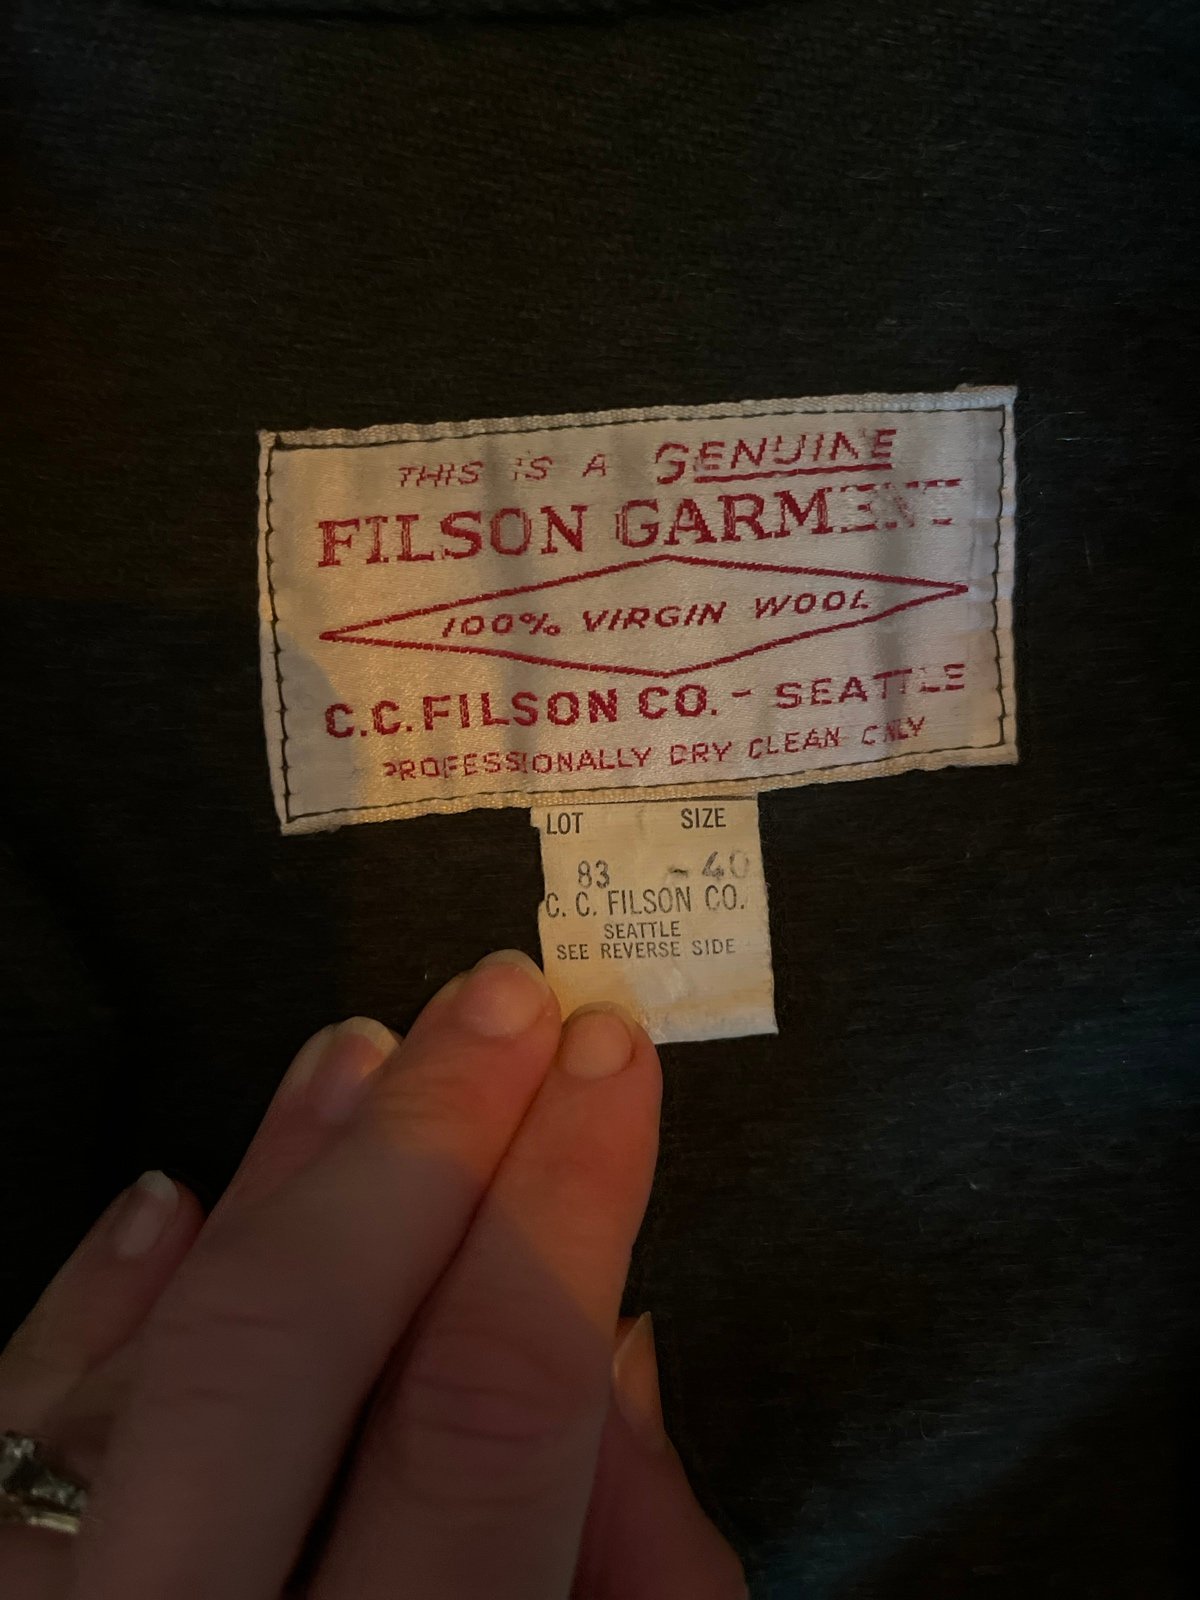 THIS IS A GENUINE
FILSON GARMENT
100% VIRGIN WOOL
C.C. FILSON CO. - SEATTLE
PROFESSIONALLY DRY CLEAN ONLY
LOT SIZE
83 - 40
C. C. FILSON CO.
SEATTLE
SEE REVERSE SIDE